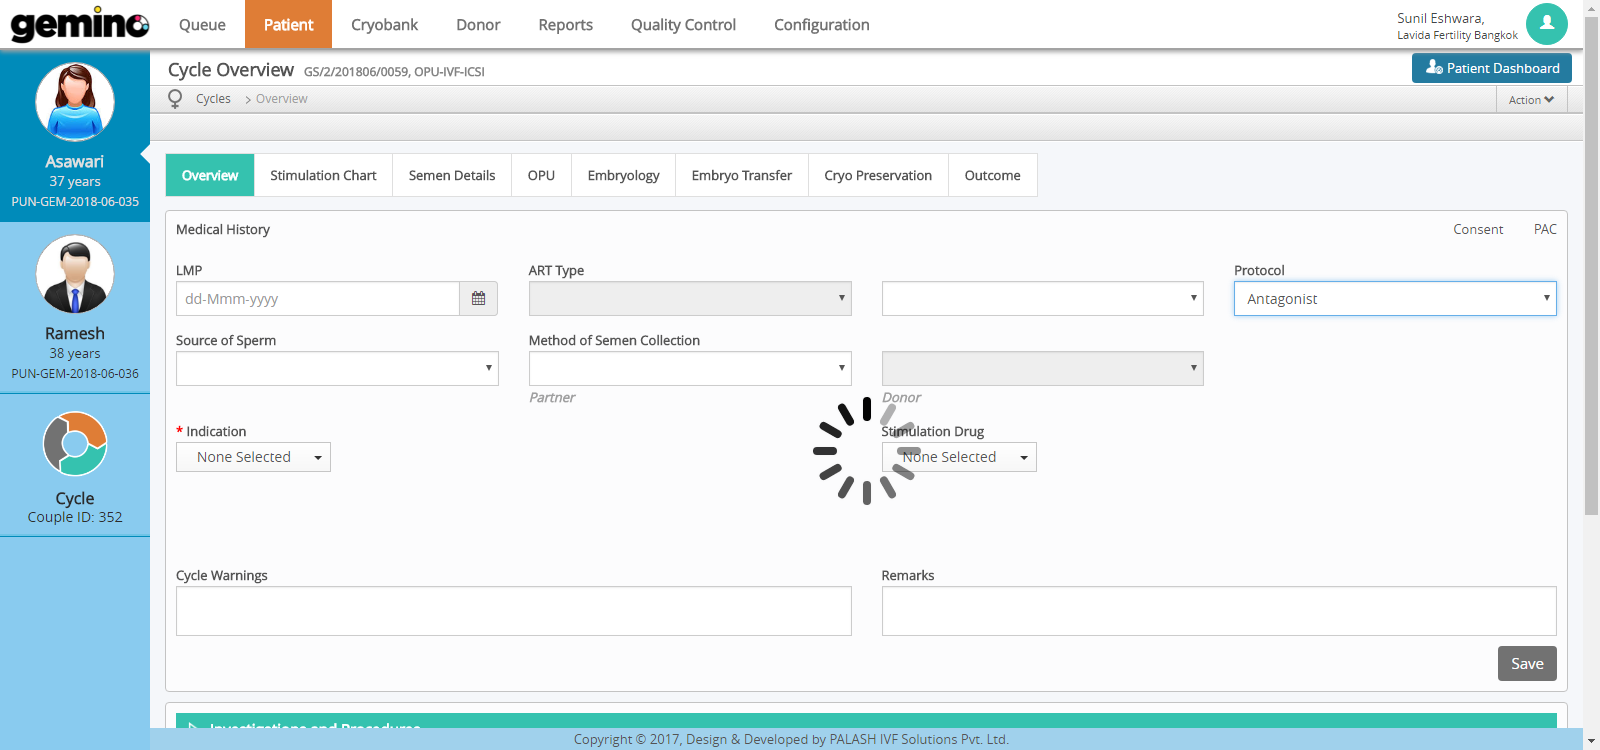 gemino
Queue Patient Cryobank Donor Reports Quality Control Configuration
Sunil Eshwara,
Lavida Fertility Bangkok
Asawari
37 years
PUN-GEM-2018-06-035
Ramesh
38 years
PUN-GEM-2018-06-036
Cycle
Couple ID: 352
Cycle Overview GS/2/201806/0059, OPU-IVF-ICSI
Patient Dashboard
Cycles > Overview
Action
Overview Stimulation Chart Semen Details OPU Embryology Embryo Transfer Cryo Preservation Outcome
Medical History Consent PAC
LMP ART Type Protocol
dd-Mmm-yyyy Antagonist
Source of Sperm Method of Semen Collection
Partner Donor
* Indication Stimulation Drug
None Selected None Selected
Cycle Warnings Remarks
Save
Investigations and Procedures
Copyright © 2017, Design & Developed by PALASH IVF Solutions Pvt. Ltd.